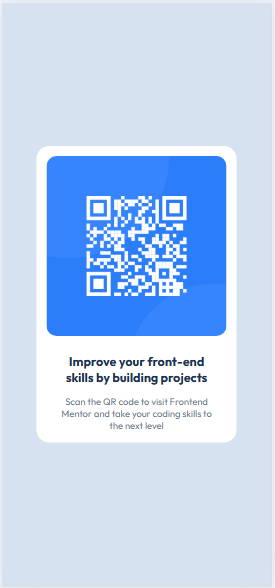 Improve your front-end
skills by building projects
Scan the QR code to visit Frontend
Mentor and take your coding skills to
the next level